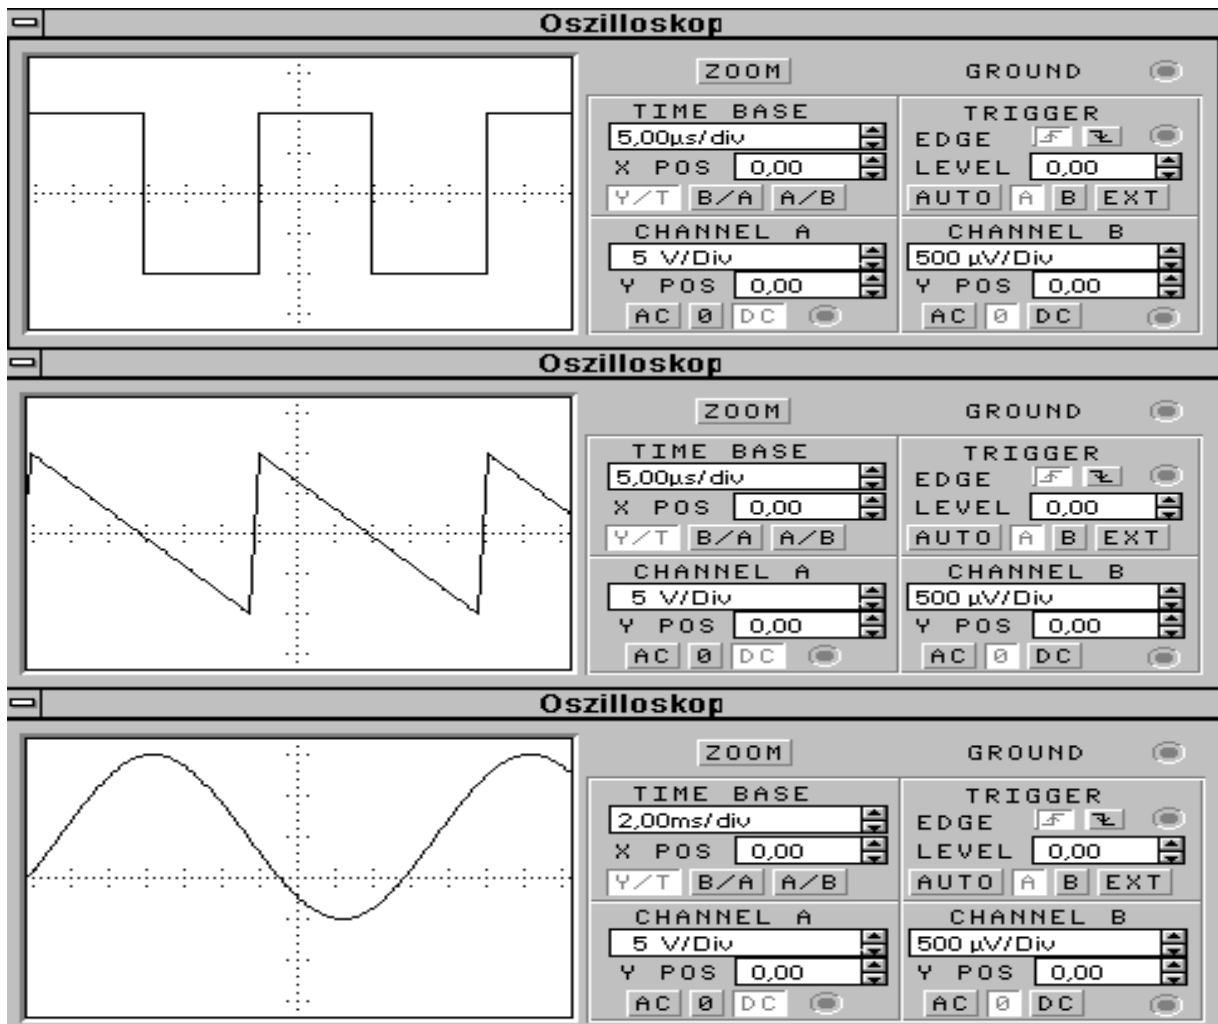 Oszilloskop
ZOOM GROUND
TIME BASE TRIGGER
5,00µs/div EDGE
X POS 0,00 LEVEL 0,00
Y/T B/A A/B AUTO A B EXT
CHANNEL A CHANNEL B
5 V/Div 500 µV/Div
Y POS 0,00 Y POS 0,00
AC 0 DC AC 0 DC
Oszilloskop
ZOOM GROUND
TIME BASE TRIGGER
5,00µs/div EDGE
X POS 0,00 LEVEL 0,00
Y/T B/A A/B AUTO A B EXT
CHANNEL A CHANNEL B
5 V/Div 500 µV/Div
Y POS 0,00 Y POS 0,00
AC 0 DC AC 0 DC
Oszilloskop
ZOOM GROUND
TIME BASE TRIGGER
2,00ms/div EDGE
X POS 0,00 LEVEL 0,00
Y/T B/A A/B AUTO A B EXT
CHANNEL A CHANNEL B
5 V/Div 500 µV/Div
Y POS 0,00 Y POS 0,00
AC 0 DC AC 0 DC